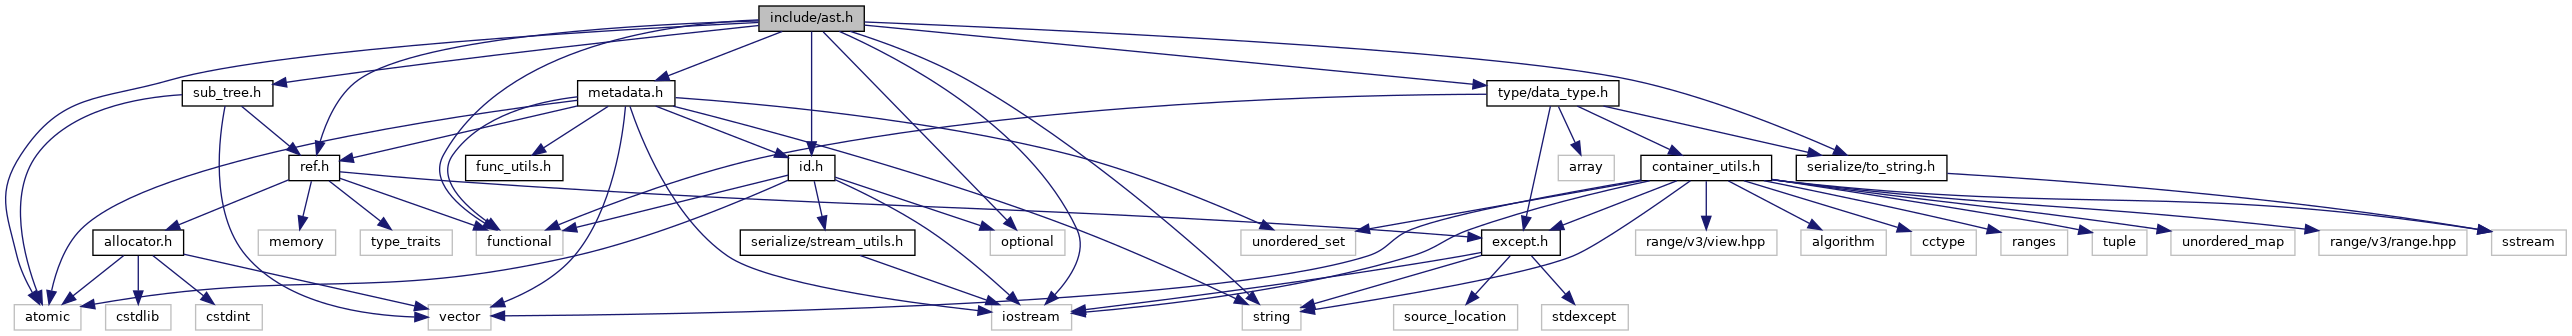 include/ast.h
sub_tree.h
metadata.h
type/data_type.h
ref.h
func_utils.h
id.h
array
container_utils.h
serialize/to_string.h
allocator.h
memory
type_traits
functional
serialize/stream_utils.h
optional
unordered_set
except.h
range/v3/view.hpp
algorithm
cctype
ranges
tuple
unordered_map
range/v3/range.hpp
sstream
atomic
cstdlib
cstdint
vector
iostream
string
source_location
stdexcept